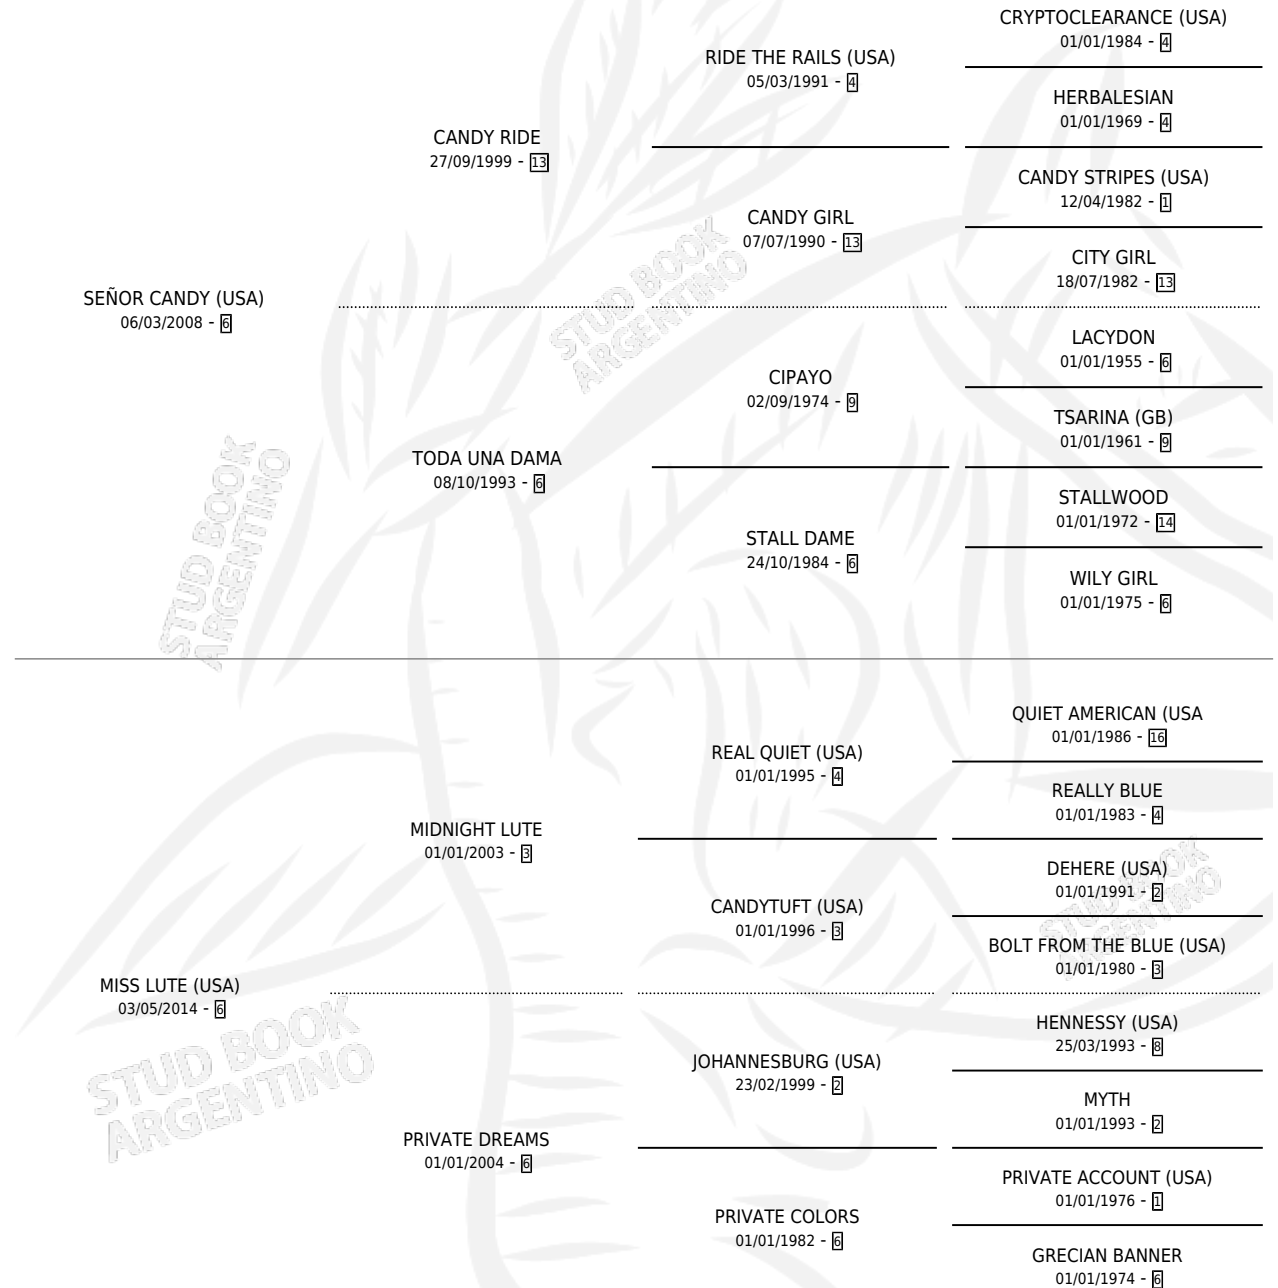 CRYPTOCLEARANCE (USA)
01/01/1984 - 4
RIDE THE RAILS (USA)
05/03/1991 - 4
HERBALESIAN
01/01/1969 - 4
CANDY RIDE
27/09/1999 - 13
CANDY STRIPES (USA)
12/04/1982 - 1
CANDY GIRL
07/07/1990 - 13
CITY GIRL
18/07/1982 - 13
SEÑOR CANDY (USA)
06/03/2008 - 6
LACYDON
01/01/1955 - 6
CIPAYO
02/09/1974 - 9
TSARINA (GB)
01/01/1961 - 9
TODA UNA DAMA
08/10/1993 - 6
STALLWOOD
01/01/1972 - 14
STALL DAME
24/10/1984 - 6
WILY GIRL
01/01/1975 - 6
STUD BOOK
ARGENTINO
STUD BOOK
ARGENTINO
QUIET AMERICAN (USA
01/01/1986 - 16
REAL QUIET (USA)
01/01/1995 - 4
REALLY BLUE
01/01/1983 - 4
MIDNIGHT LUTE
01/01/2003 - 3
DEHERE (USA)
01/01/1991 - 2
CANDYTUFT (USA)
01/01/1996 - 3
BOLT FROM THE BLUE (USA)
01/01/1980 - 3
MISS LUTE (USA)
03/05/2014 - 6
HENNESSY (USA)
25/03/1993 - 8
JOHANNESBURG (USA)
23/02/1999 - 2
MYTH
01/01/1993 - 2
PRIVATE DREAMS
01/01/2004 - 6
PRIVATE ACCOUNT (USA)
01/01/1976 - 1
PRIVATE COLORS
01/01/1982 - 6
GRECIAN BANNER
01/01/1974 - 6
STUD BOOK
ARGENTINO
STUD BOOK
ARGENTINO